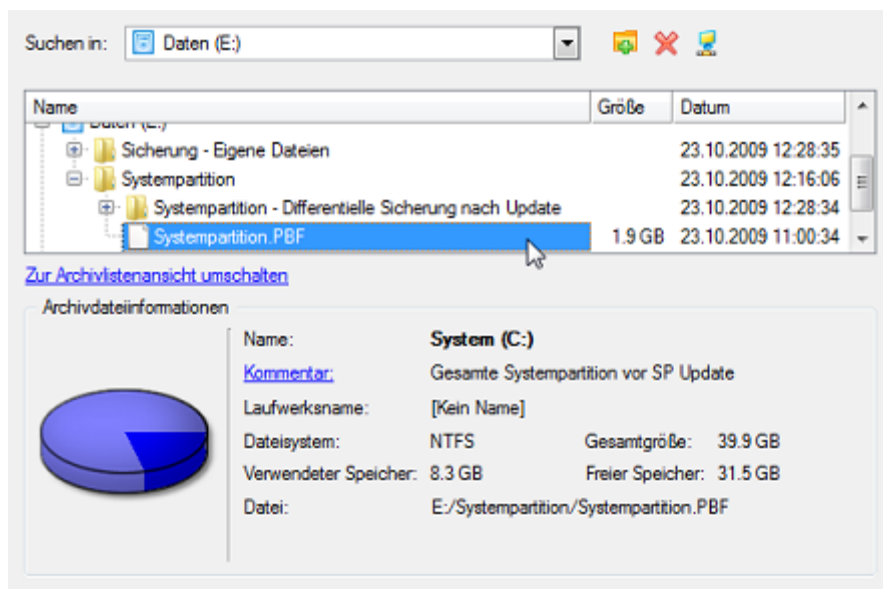 Suchen in: Daten (E:)
Name Größe Datum
Daten (E:)
Sicherung - Eigene Dateien 23.10.2009 12:28:35
Systempartition 23.10.2009 12:16:06
Systempartition - Differentielle Sicherung nach Update 23.10.2009 12:28:34
Systempartition.PBF 1.9 GB 23.10.2009 11:00:34
Zur Archivlistenansicht umschalten
Archivdateiinformationen
Name: System (C:)
Kommentar: Gesamte Systempartition vor SP Update
Laufwerksname: [Kein Name]
Dateisystem: NTFS Gesamtgröße: 39.9 GB
Verwendeter Speicher: 8.3 GB Freier Speicher: 31.5 GB
Datei: E:/Systempartition/Systempartition.PBF